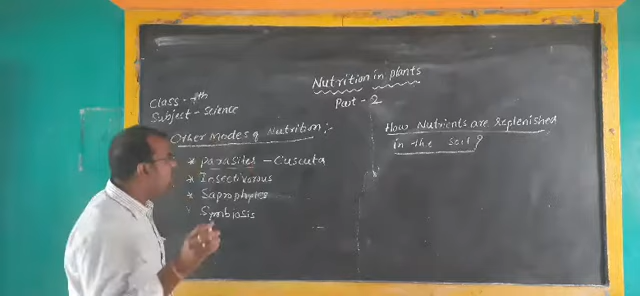 Nutrition in plants
Part - 2
Class - 7th
Subject - Science
Other Modes of Nutrition :-
* Parasites - Cuscuta
* Insectivorous
* Saprophytes
* Symbiosis
How Nutrients are replenished
in the soil?